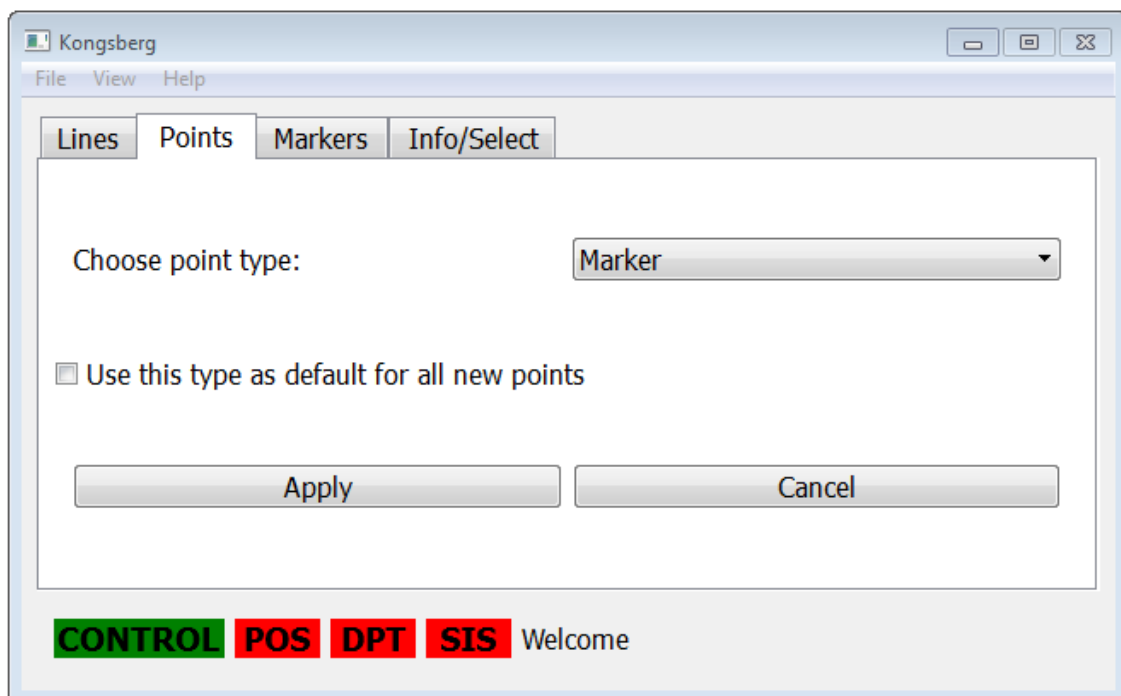 Kongsberg
File View Help
Lines Points Markers Info/Select
Choose point type: Marker
Use this type as default for all new points
Apply Cancel
CONTROL POS DPT SIS Welcome